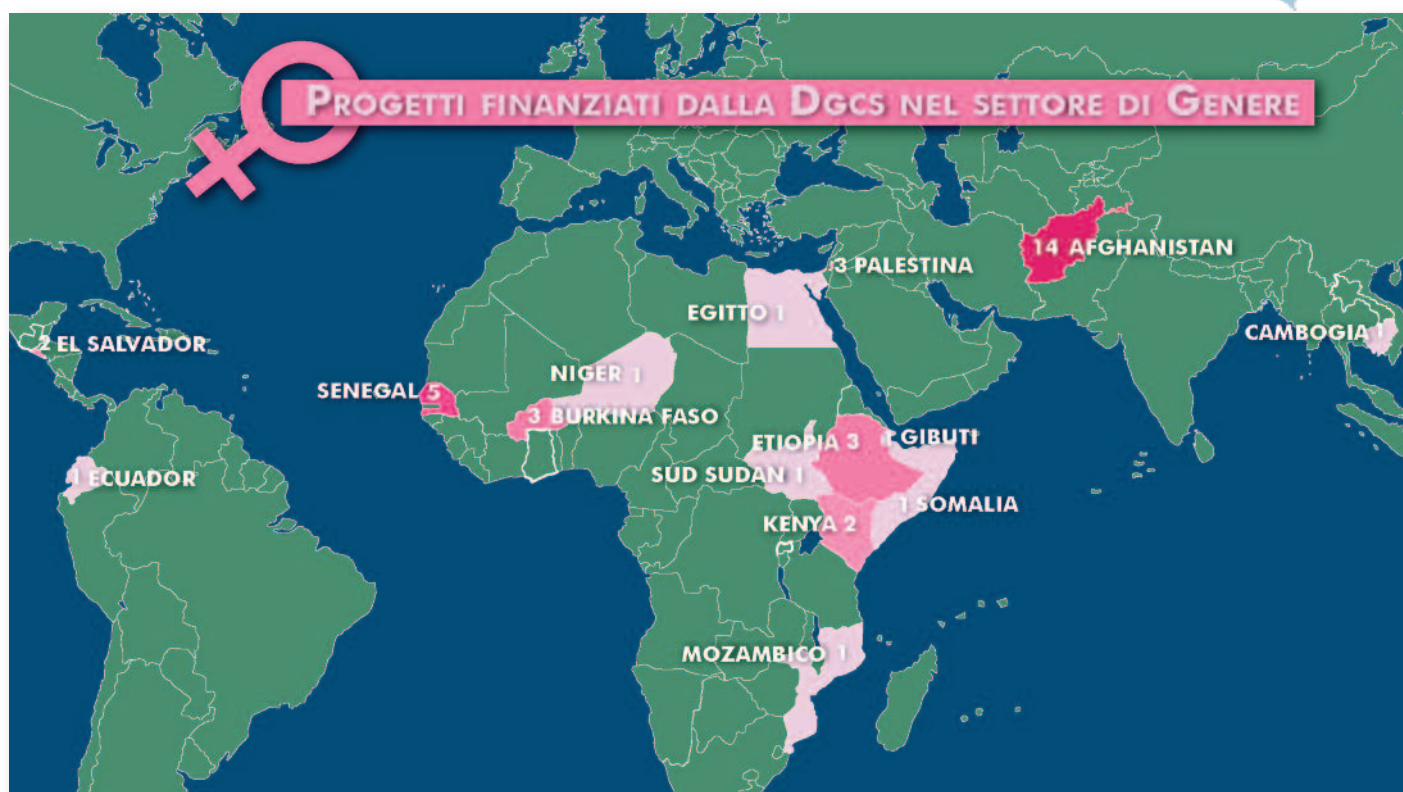 PROGETTI FINANZIATI DALLA DGCS NEL SETTORE DI GENERE
14 AFGHANISTAN
3 PALESTINA
EGITTO 1
CAMBOGIA 1
2 EL SALVADOR
NIGER 1
SENEGAL 5
3 BURKINA FASO
ETIOPIA 3
1 GIBUTI
1 ECUADOR
SUD SUDAN 1
1 SOMALIA
KENYA 2
MOZAMBICO 1